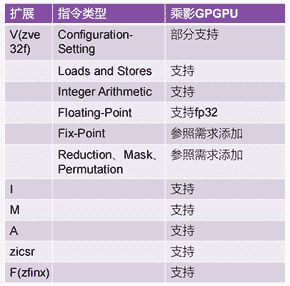 扩展 指令类型 乘影GPGPU
V(zve Configuration- 部分支持
32f) Setting
Loads and Stores 支持
Integer Arithmetic 支持
Floating-Point 支持fp32
Fix-Point 参照需求添加
Reduction、Mask、 参照需求添加
Permutation
I 支持
M 支持
A 支持
zicsr 支持
F(zfinx) 支持